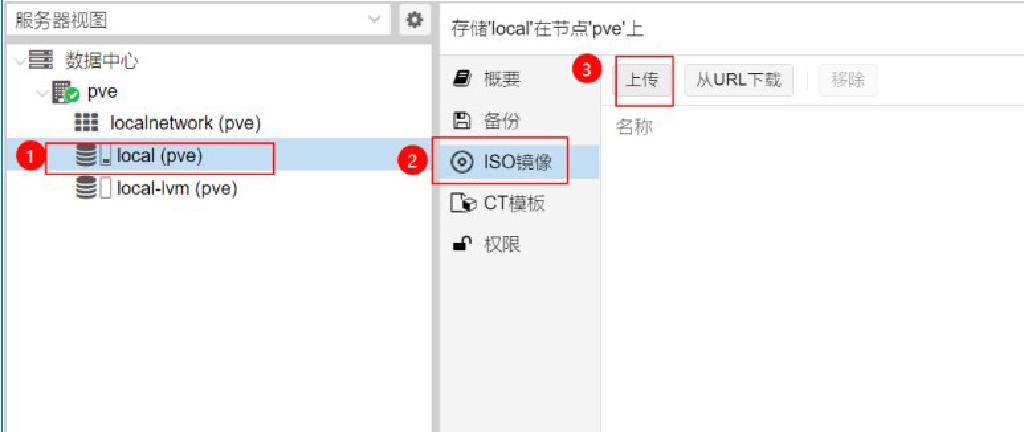 服务器视图
数据中心
pve
localnetwork (pve)
1
local (pve)
local-lvm (pve)
存储'local'在节点'pve'上
概要
备份
2
ISO镜像
CT模板
权限
3
上传
从URL下载
移除
名称